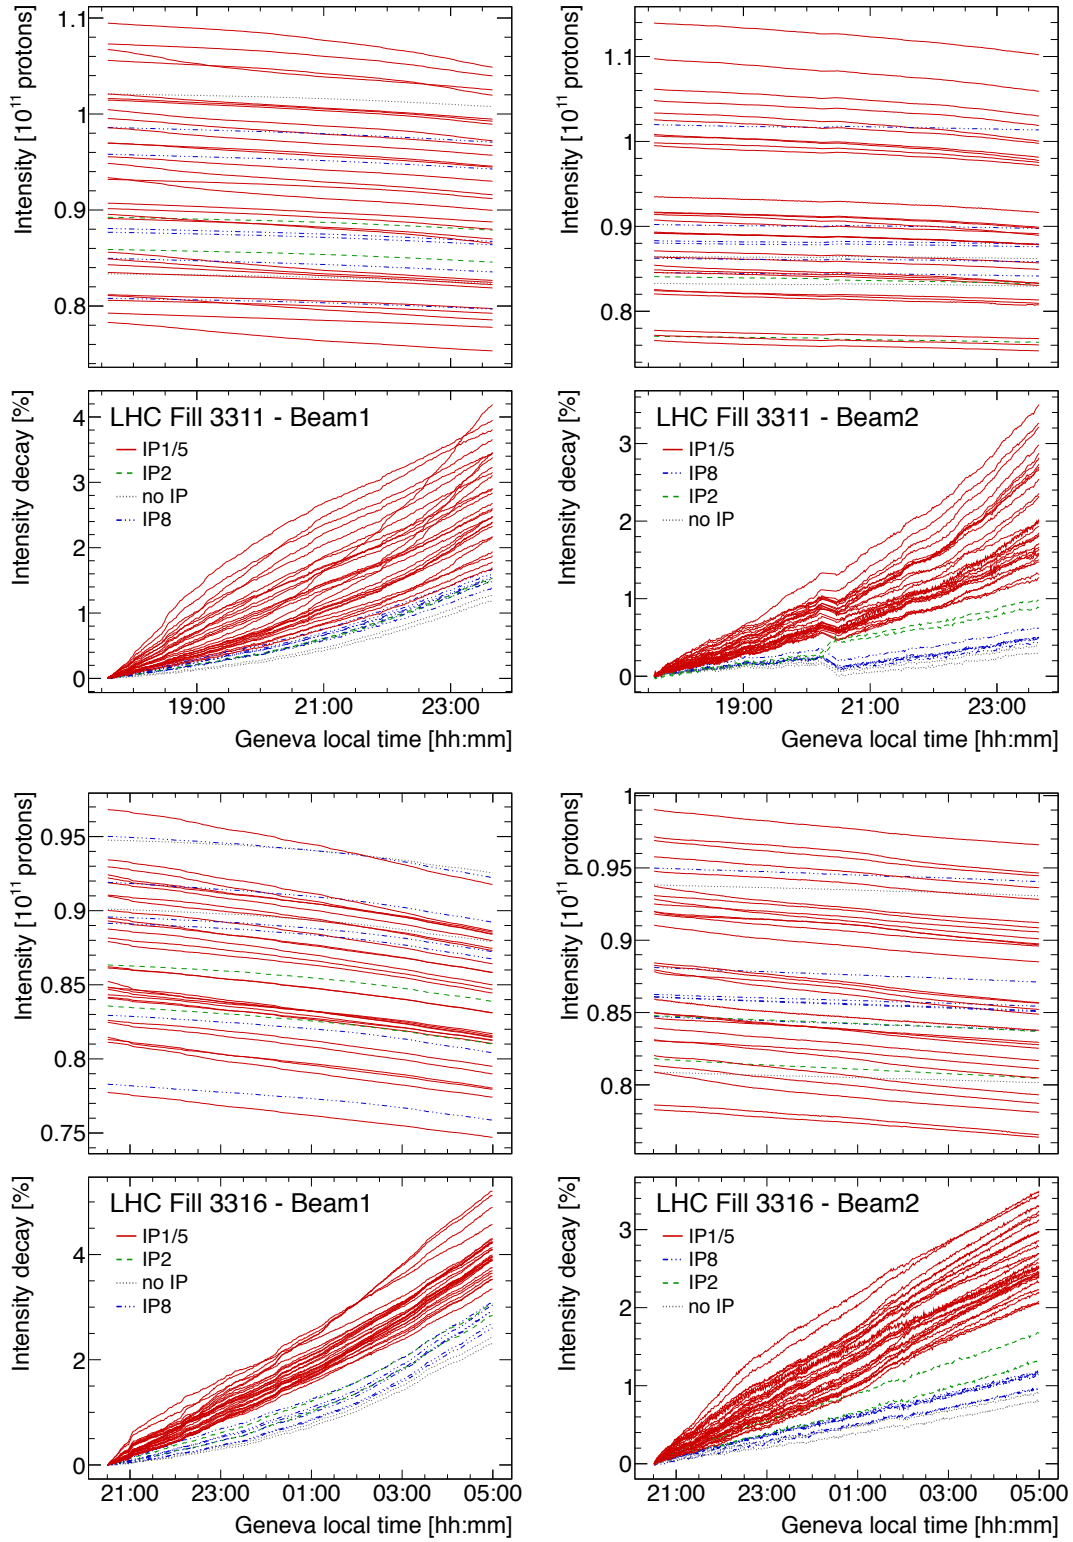 Intensity [10¹¹ protons]
1.1
1
0.9
0.8
Intensity [10¹¹ protons]
1.1
1
0.9
0.8
Intensity decay [%]
LHC Fill 3311 - Beam1
IP1/5
IP2
no IP
IP8
4
3
2
1
0
19:00 21:00 23:00
Geneva local time [hh:mm]
Intensity decay [%]
LHC Fill 3311 - Beam2
IP1/5
IP8
IP2
no IP
3
2
1
0
19:00 21:00 23:00
Geneva local time [hh:mm]
Intensity [10¹¹ protons]
0.95
0.9
0.85
0.8
0.75
Intensity [10¹¹ protons]
1
0.95
0.9
0.85
0.8
Intensity decay [%]
LHC Fill 3316 - Beam1
IP1/5
IP2
no IP
IP8
4
2
0
21:00 23:00 01:00 03:00 05:00
Geneva local time [hh:mm]
Intensity decay [%]
LHC Fill 3316 - Beam2
IP1/5
IP8
IP2
no IP
3
2
1
0
21:00 23:00 01:00 03:00 05:00
Geneva local time [hh:mm]